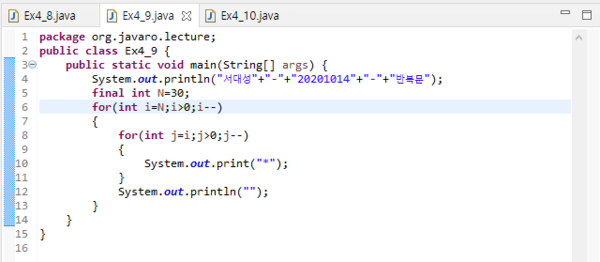 Ex4_8.java Ex4_9.java Ex4_10.java
1 package org.javaro.lecture;
2 public class Ex4_9 {
3 public static void main(String[] args) {
4 System.out.println("서대성"+"-"+"20201014"+"-"+"반복문");
5 final int N=30;
6 for(int i=N;i>0;i--)
7 {
8 for(int j=i;j>0;j--)
9 {
10 System.out.print("*");
11 }
12 System.out.println("");
13 }
14 }
15 }
16